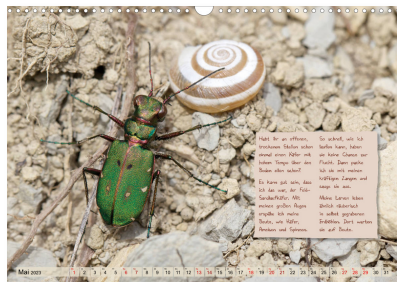 Habt ihr an offenen,
trockenen Stellen schon
einmal einen Käfer mit
hohem Tempo über den
Boden eilen sehen?
Es kann gut sein, dass
ich das war, der Feld-
Sandlaufkäfer. Mit
meinen großen Augen
erspähe ich meine
Beute, wie Käfer,
Ameisen und Spinnen.
So schnell, wie ich
laufen kann, haben
sie keine Chance zur
Flucht. Dann packe
ich sie mit meinen
kräftigen Zangen und
sauge sie aus.
Meine Larven leben
ähnlich räuberisch
in selbst gegrabenen
Erdröhren. Dort warten
sie auf Beute.
Mai 2023 1 2 3 4 5 6 7 8 9 10 11 12 13 14 15 16 17 18 19 20 21 22 23 24 25 26 27 28 29 30 31